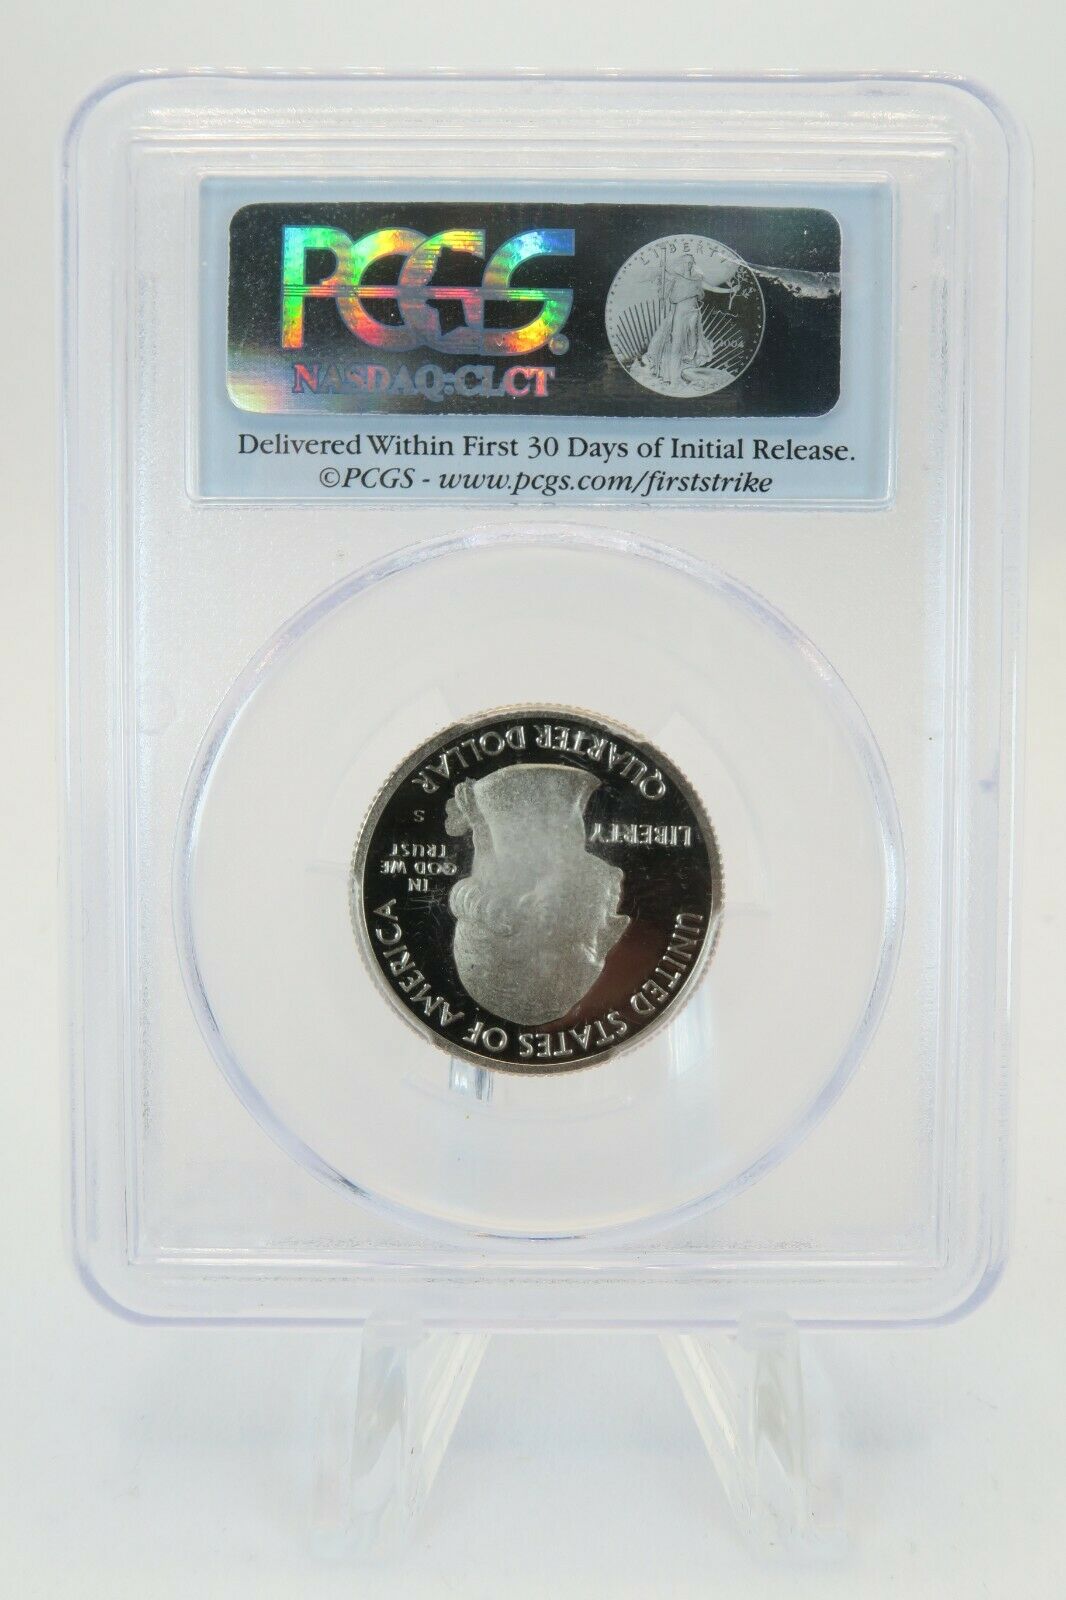 PCGS®
NASDAQ:CLCT
LIBERTY
Delivered Within First 30 Days of Initial Release.
©PCGS - www.pcgs.com/firststrike
UNITED STATES OF AMERICA
LIBERTY
IN
GOD WE
TRUST
S
QUARTER DOLLAR